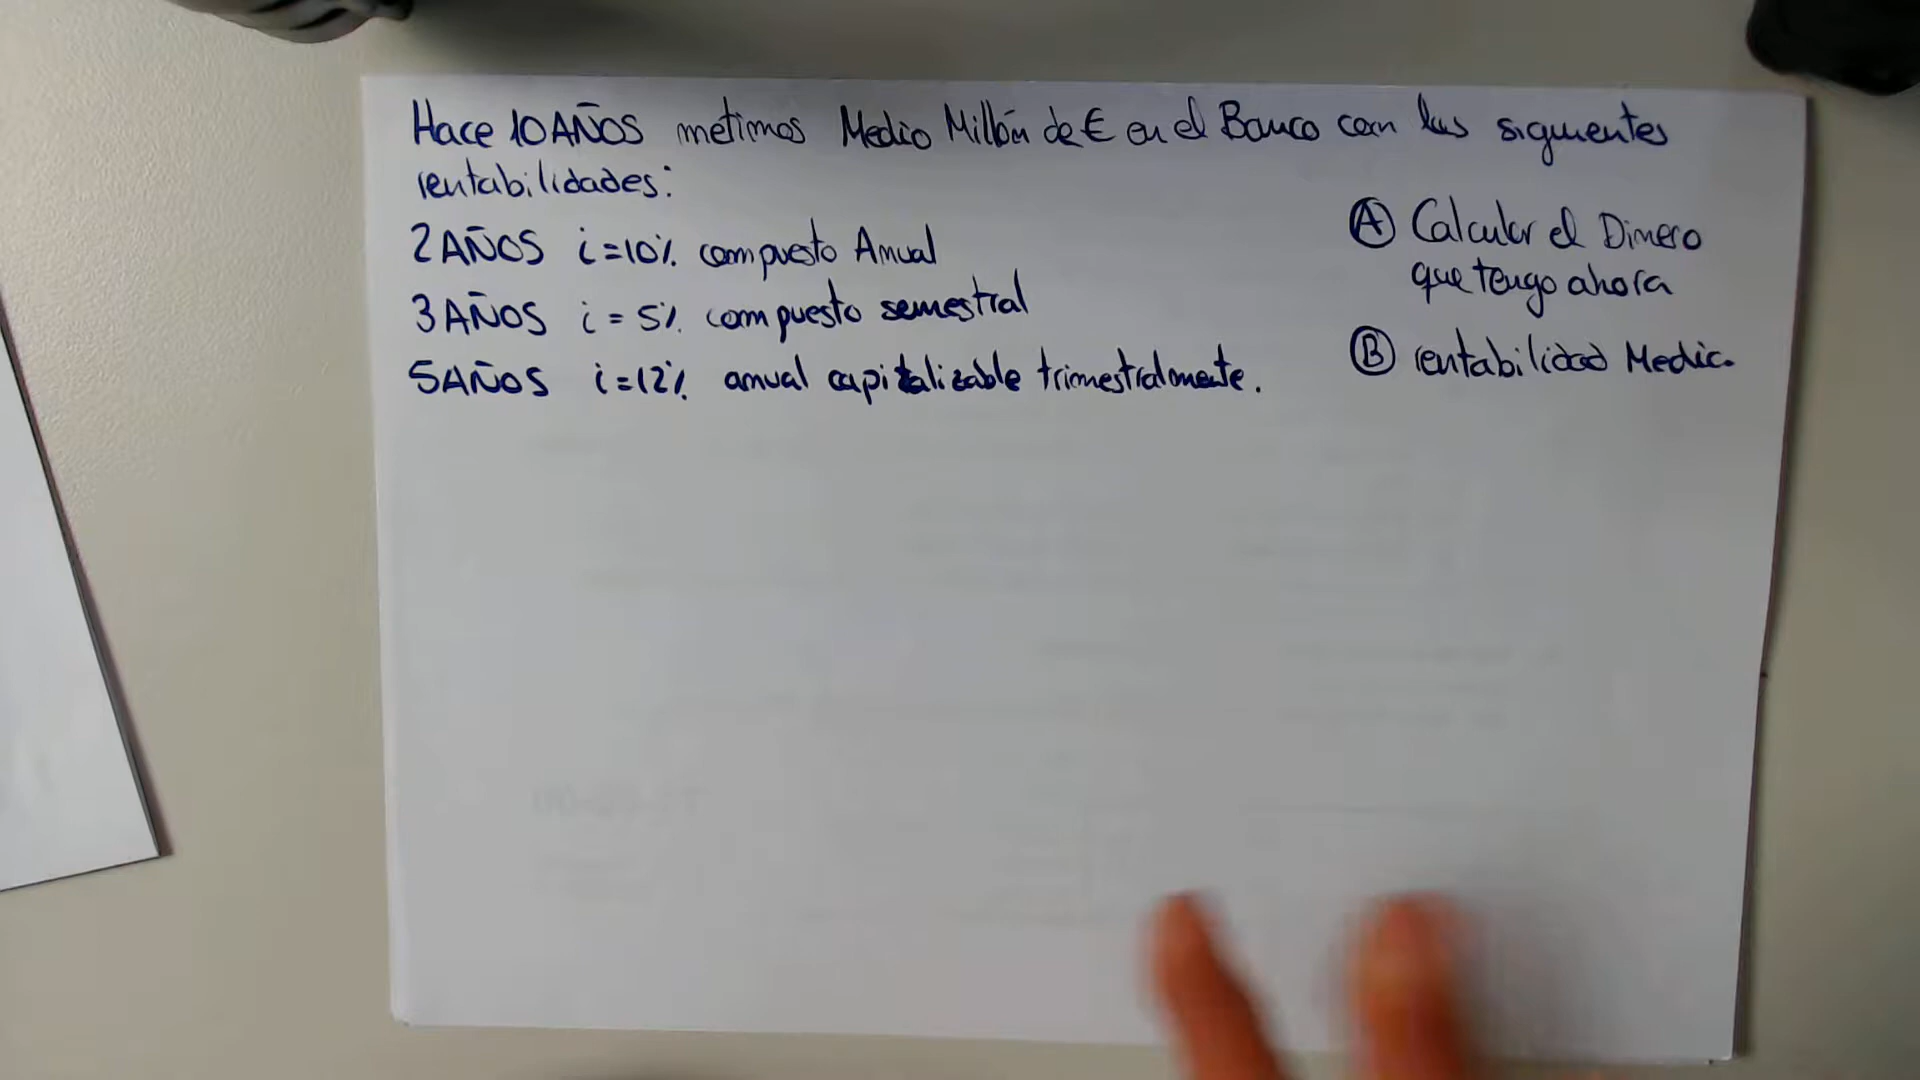 Hace 10 AÑOS metimos Medio Millón de € en el Banco con las siguientes
rentabilidades:
2 AÑOS i = 10% compuesto Anual
3 AÑOS i = 5% compuesto semestral
5 AÑOS i = 12% anual capitalizable trimestralmente.
A Calcular el Dinero
que tengo ahora
B rentabilidad Media.